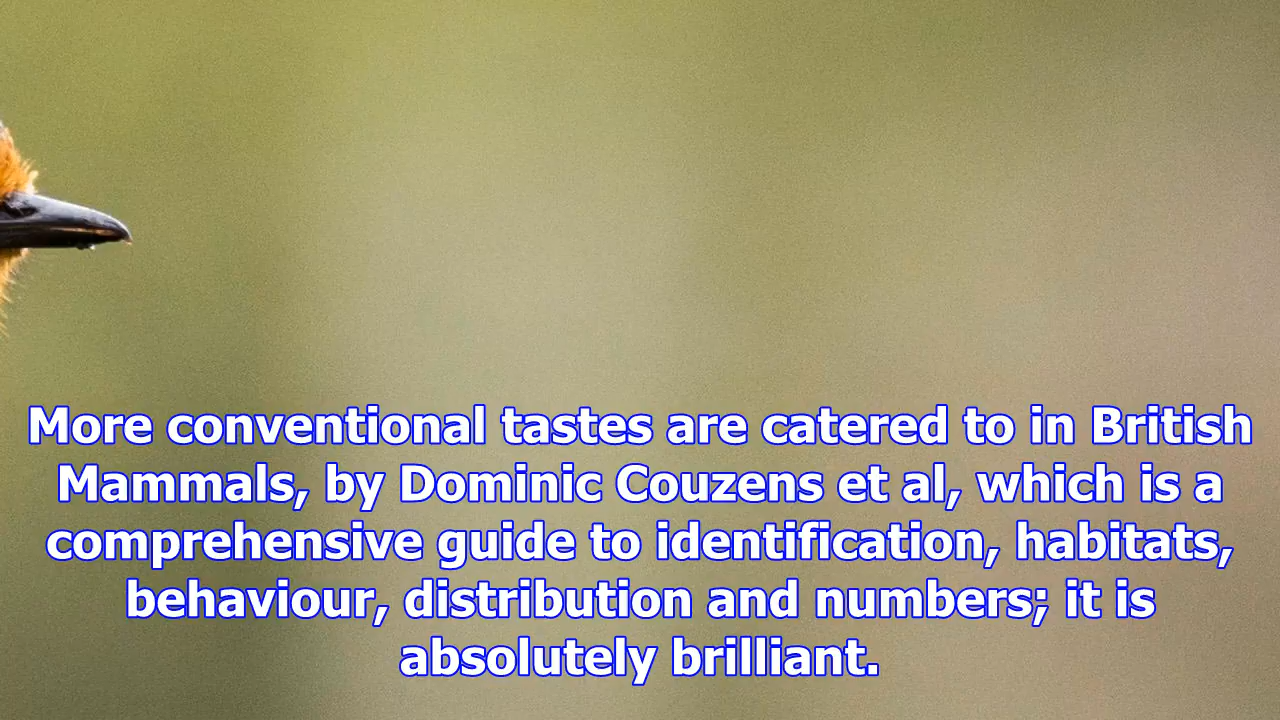 More conventional tastes are catered to in British
Mammals, by Dominic Couzens et al, which is a
comprehensive guide to identification, habitats,
behaviour, distribution and numbers; it is
absolutely brilliant.